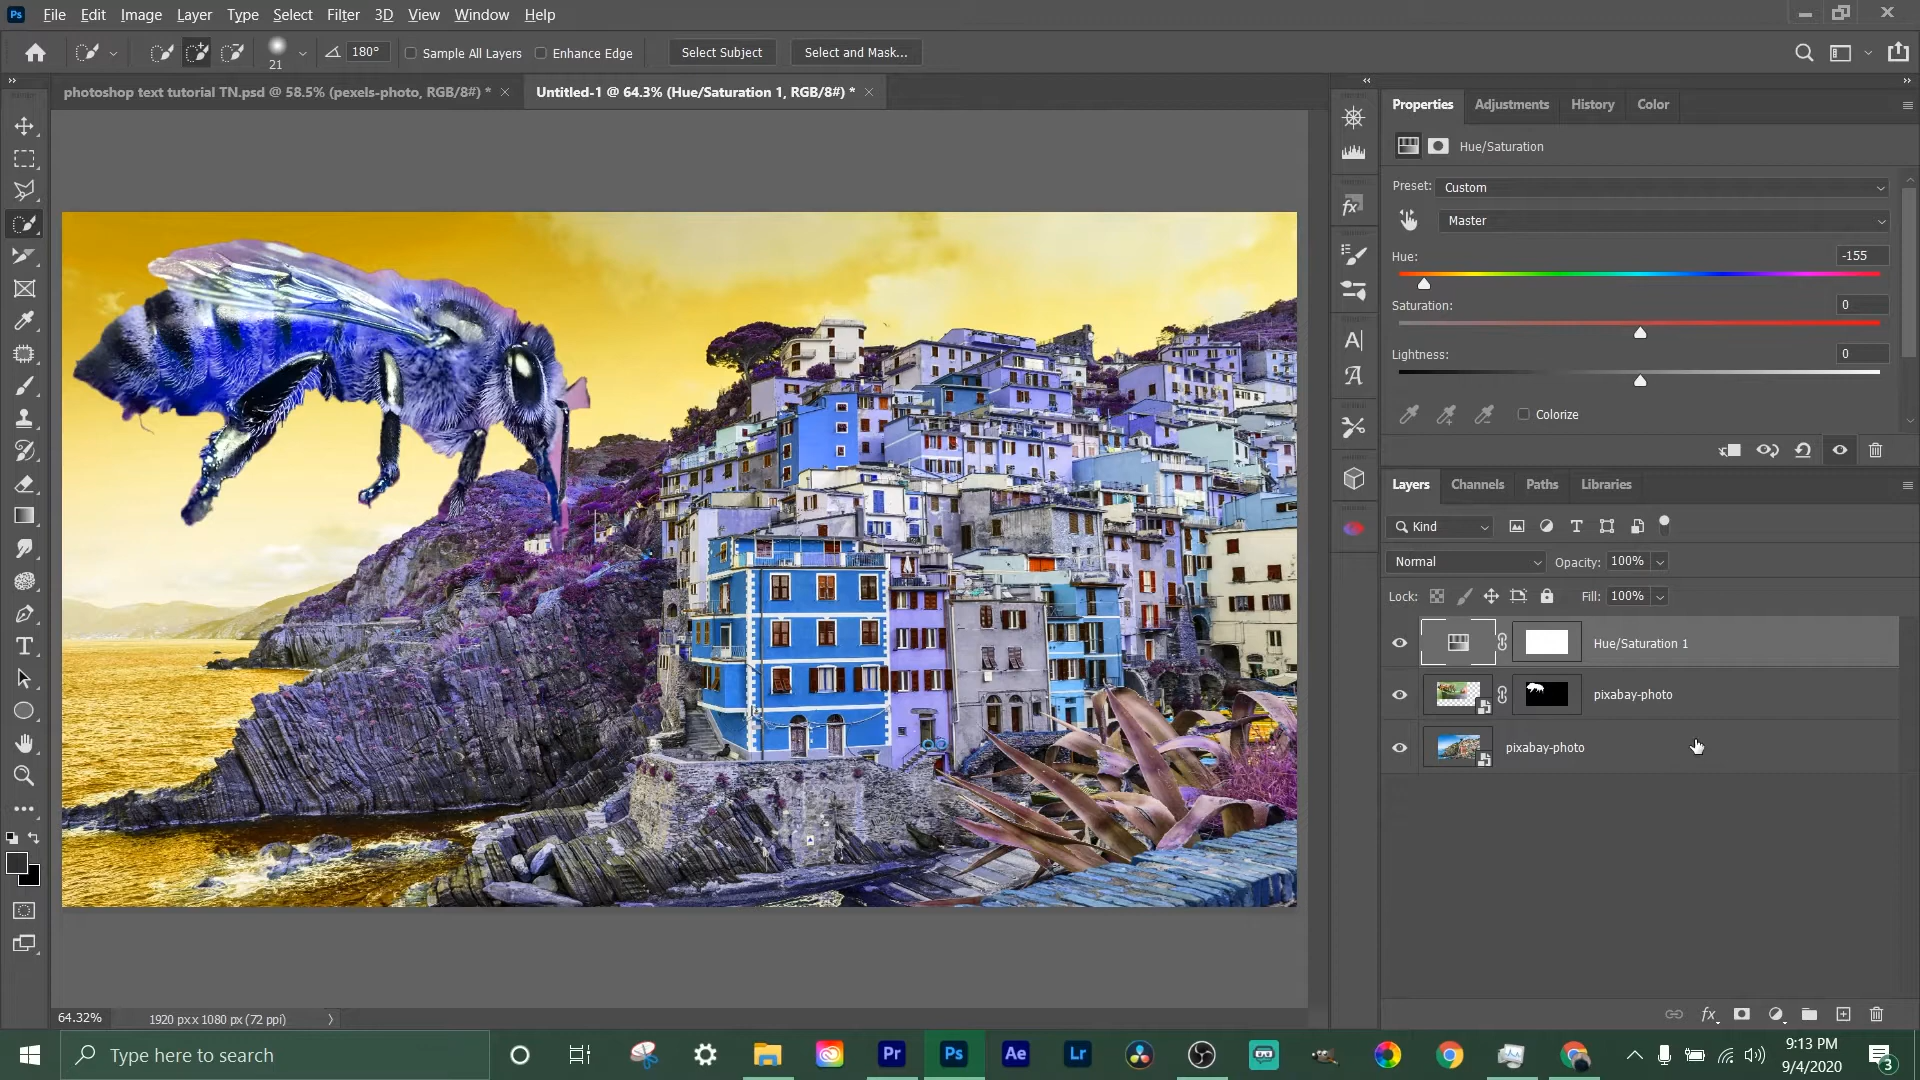 Ps File Edit Image Layer Type Select Filter 3D View Window Help
21 180° Sample All Layers Enhance Edge Select Subject Select and Mask...
photoshop text tutorial TN.psd @ 58.5% (pexels-photo, RGB/8#) * Untitled-1 @ 64.3% (Hue/Saturation 1, RGB/8#) *
Properties Adjustments History Color
Hue/Saturation
Preset: Custom
Master
Hue: -155
Saturation: 0
Lightness: 0
Colorize
Layers Channels Paths Libraries
Kind
Normal Opacity: 100%
Lock: Fill: 100%
Hue/Saturation 1
pixabay-photo
pixabay-photo
64.32% 1920 px x 1080 px (72 ppi)
Type here to search
Pr Ps Ae Lr
9:13 PM
9/4/2020
3